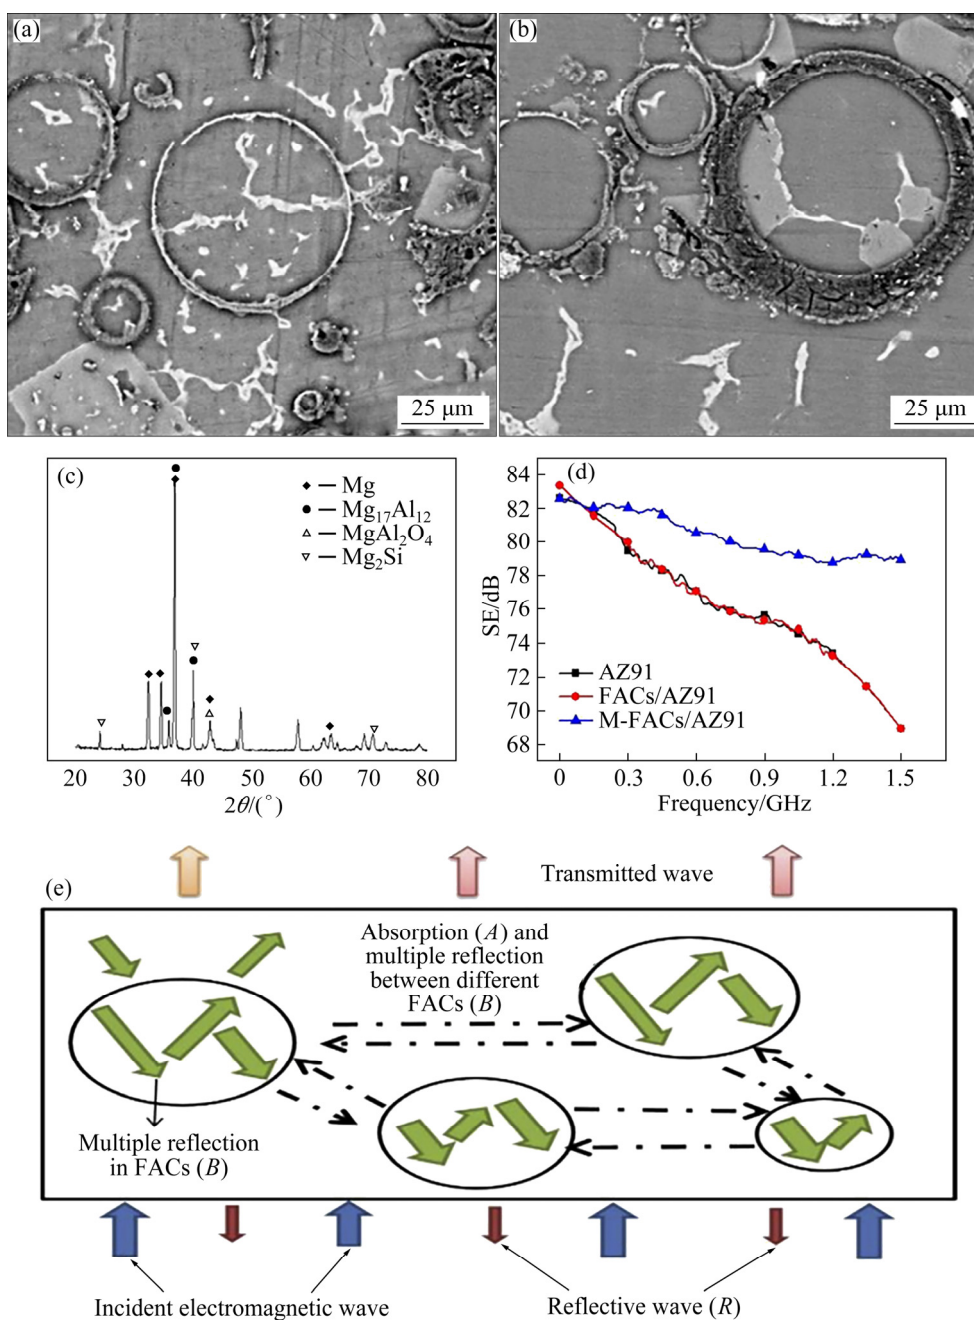 (a)
(b)
25 μm
25 μm
(c)
Mg
Mg₁₇Al₁₂
MgAl₂O₄
Mg₂Si
20 30 40 50 60 70 80
2θ/(°)
(d)
84
82
80
78
76
74
72
70
68
SE/dB
AZ91
FACs/AZ91
M-FACs/AZ91
0 0.3 0.6 0.9 1.2 1.5
Frequency/GHz
(e)
Transmitted wave
Absorption (A) and
multiple reflection
between different
FACs (B)
Multiple reflection
in FACs (B)
Incident electromagnetic wave
Reflective wave (R)